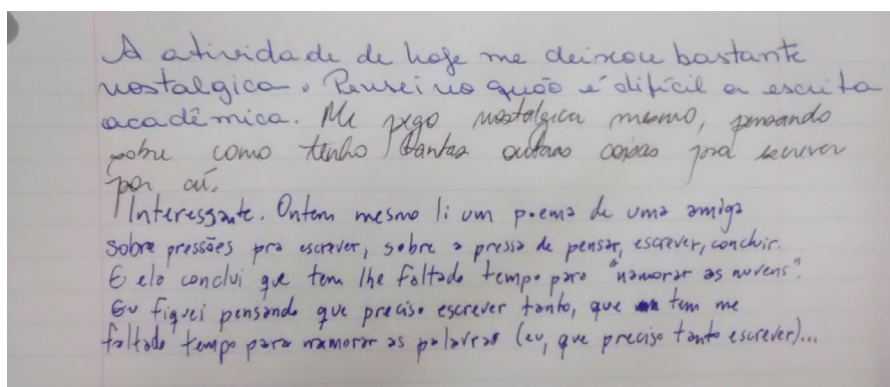 A atividade de hoje me deixou bastante
nostalgica. Pensei no quão é difícil a escrita
acadêmica. Me pego nostalgica mesmo, pensando
sobre como tenho tantas outras coisas pra escrever
por aí.
Interessante. Ontem mesmo li um poema de uma amiga
sobre pressões pra escrever, sobre a pressa de pensar, escrever, concluir.
E ela conclui que tem lhe faltado tempo para "namorar as nuvens".
Eu fiquei pensando que preciso escrever tanto, que tem me
faltado tempo para namorar as palavras (eu, que preciso tanto escrever)...